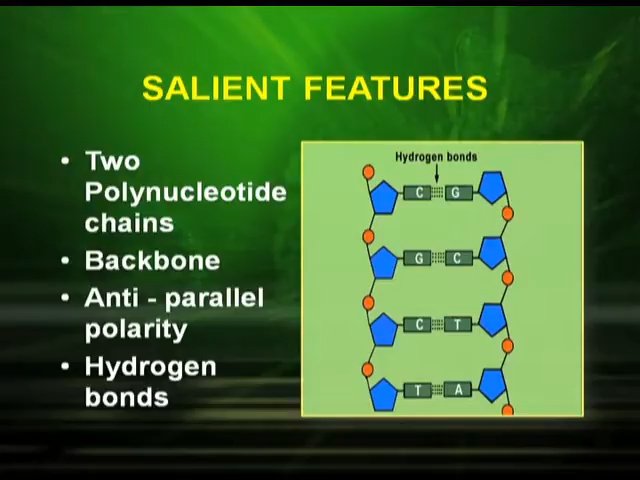 SALIENT FEATURES
• Two
Polynucleotide
chains
• Backbone
• Anti - parallel
polarity
• Hydrogen
bonds
Hydrogen bonds
C G
G C
C T
T A